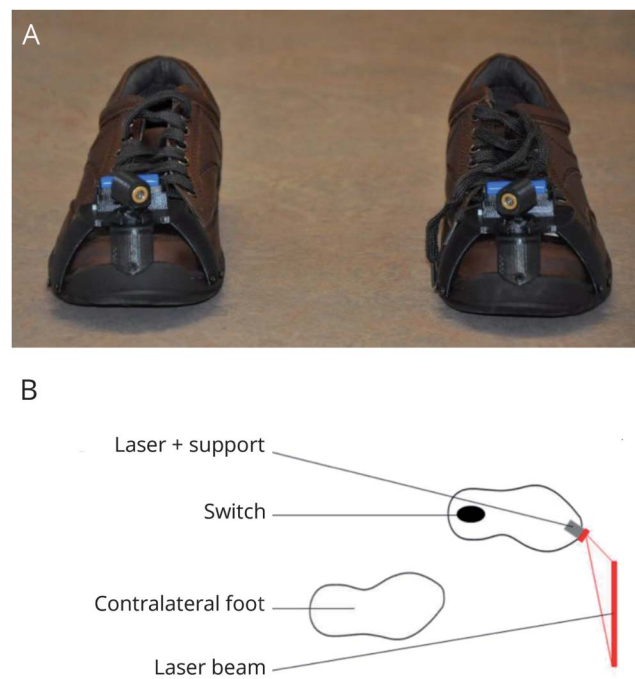 A
B
Laser + support
Switch
Contralateral foot
Laser beam